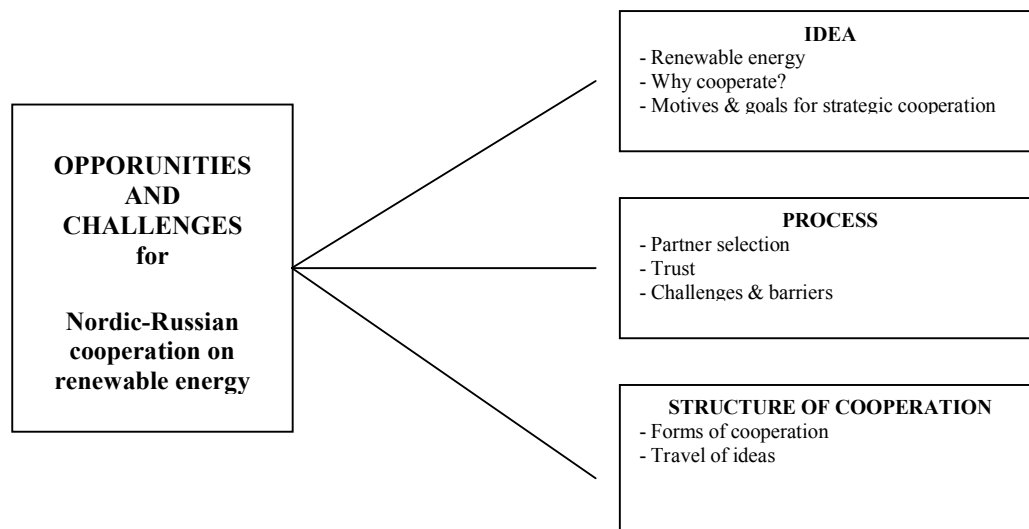 OPPORUNITIES
AND
CHALLENGES
for
Nordic-Russian
cooperation on
renewable energy
IDEA
- Renewable energy
- Why cooperate?
- Motives & goals for strategic cooperation
PROCESS
- Partner selection
- Trust
- Challenges & barriers
STRUCTURE OF COOPERATION
- Forms of cooperation
- Travel of ideas